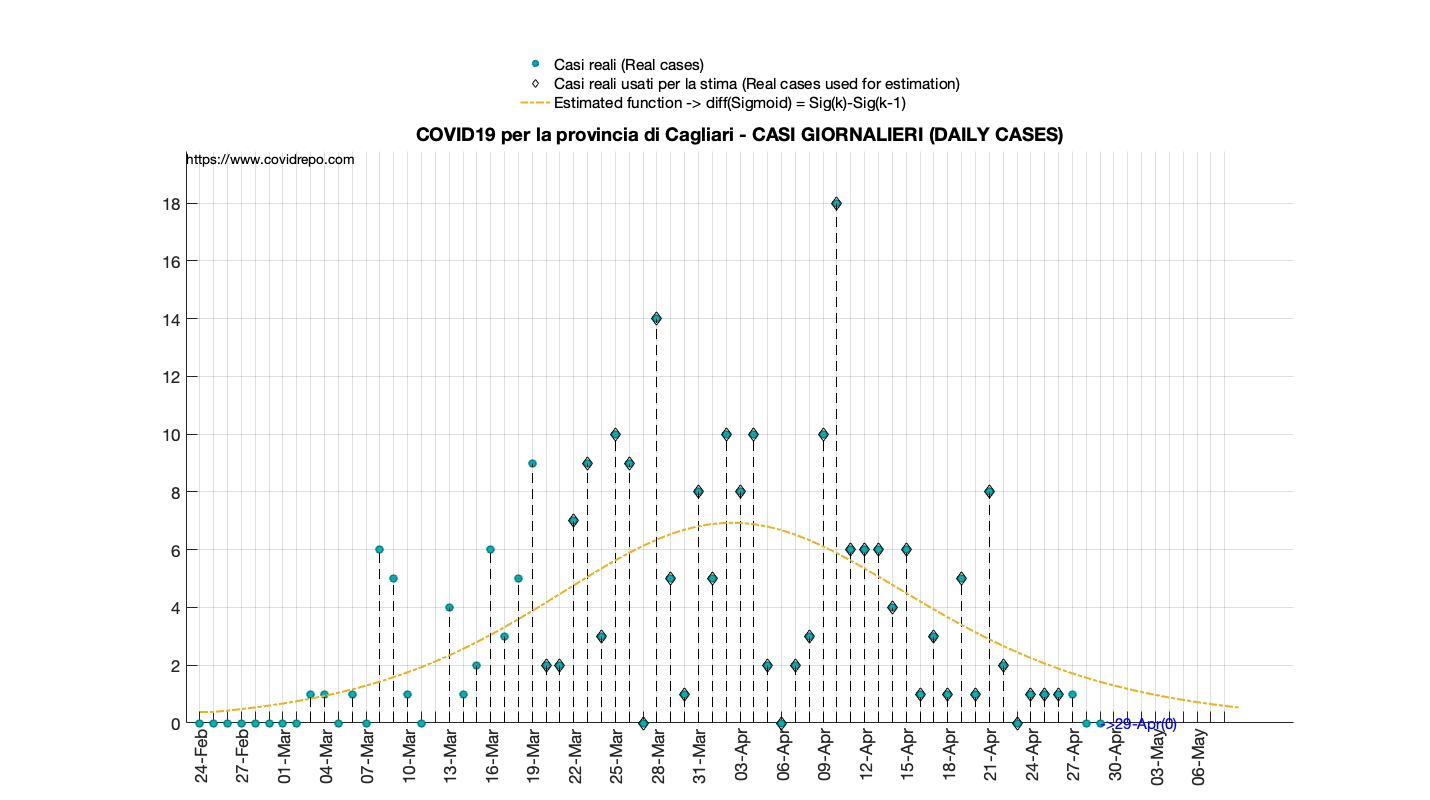 Casi reali (Real cases)
Casi reali usati per la stima (Real cases used for estimation)
Estimated function -> diff(Sigmoid) = Sig(k)-Sig(k-1)
COVID19 per la provincia di Cagliari - CASI GIORNALIERI (DAILY CASES)
https://www.covidrepo.com
18
16
14
12
10
8
6
4
2
0
->29-Apr(0)
24-Feb
27-Feb
01-Mar
04-Mar
07-Mar
10-Mar
13-Mar
16-Mar
19-Mar
22-Mar
25-Mar
28-Mar
31-Mar
03-Apr
06-Apr
09-Apr
12-Apr
15-Apr
18-Apr
21-Apr
24-Apr
27-Apr
30-Apr
03-May
06-May